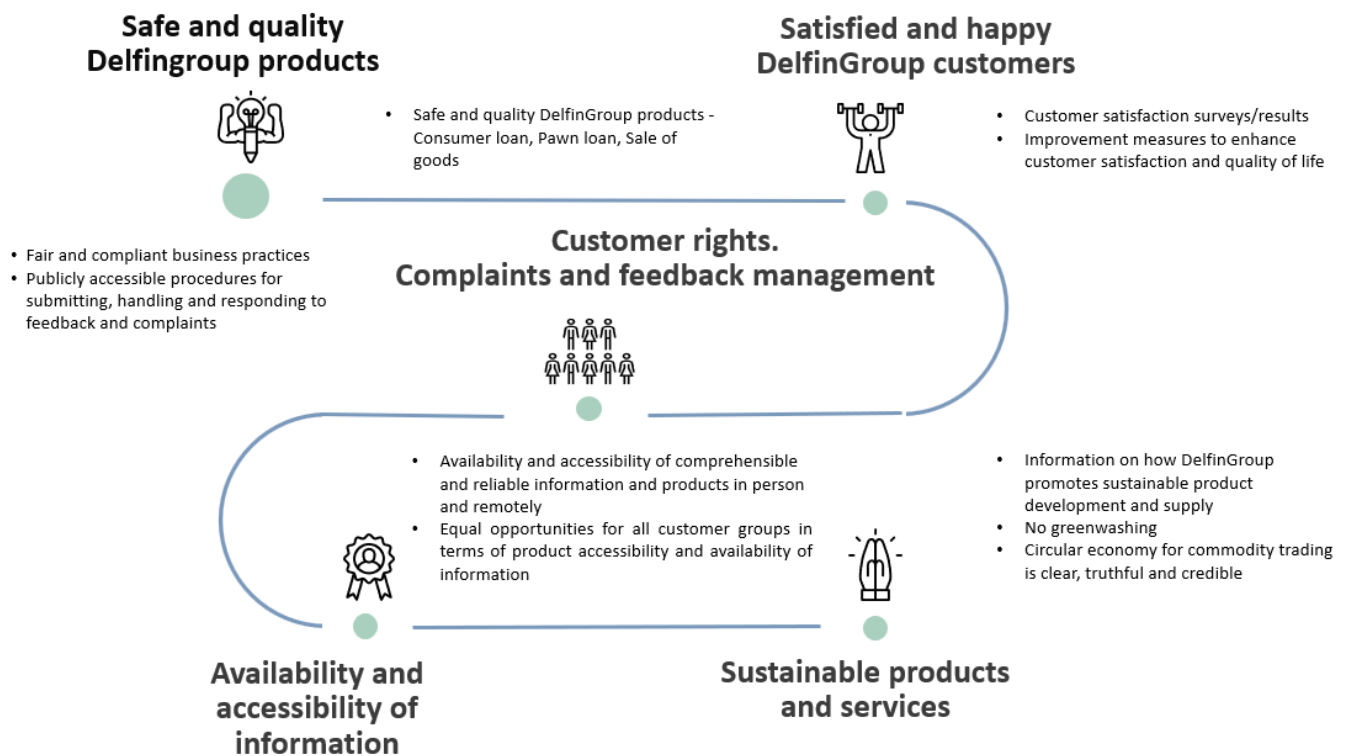 Safe and quality
Delfingroup products
• Safe and quality DelfinGroup products -
Consumer loan, Pawn loan, Sale of
goods
Satisfied and happy
DelfinGroup customers
• Customer satisfaction surveys/results
• Improvement measures to enhance
customer satisfaction and quality of life
• Fair and compliant business practices
• Publicly accessible procedures for
submitting, handling and responding to
feedback and complaints
Customer rights.
Complaints and feedback management
• Availability and accessibility of comprehensible
and reliable information and products in person
and remotely
• Equal opportunities for all customer groups in
terms of product accessibility and availability of
information
• Information on how DelfinGroup
promotes sustainable product
development and supply
• No greenwashing
• Circular economy for commodity trading
is clear, truthful and credible
Availability and
accessibility of
information
Sustainable products
and services